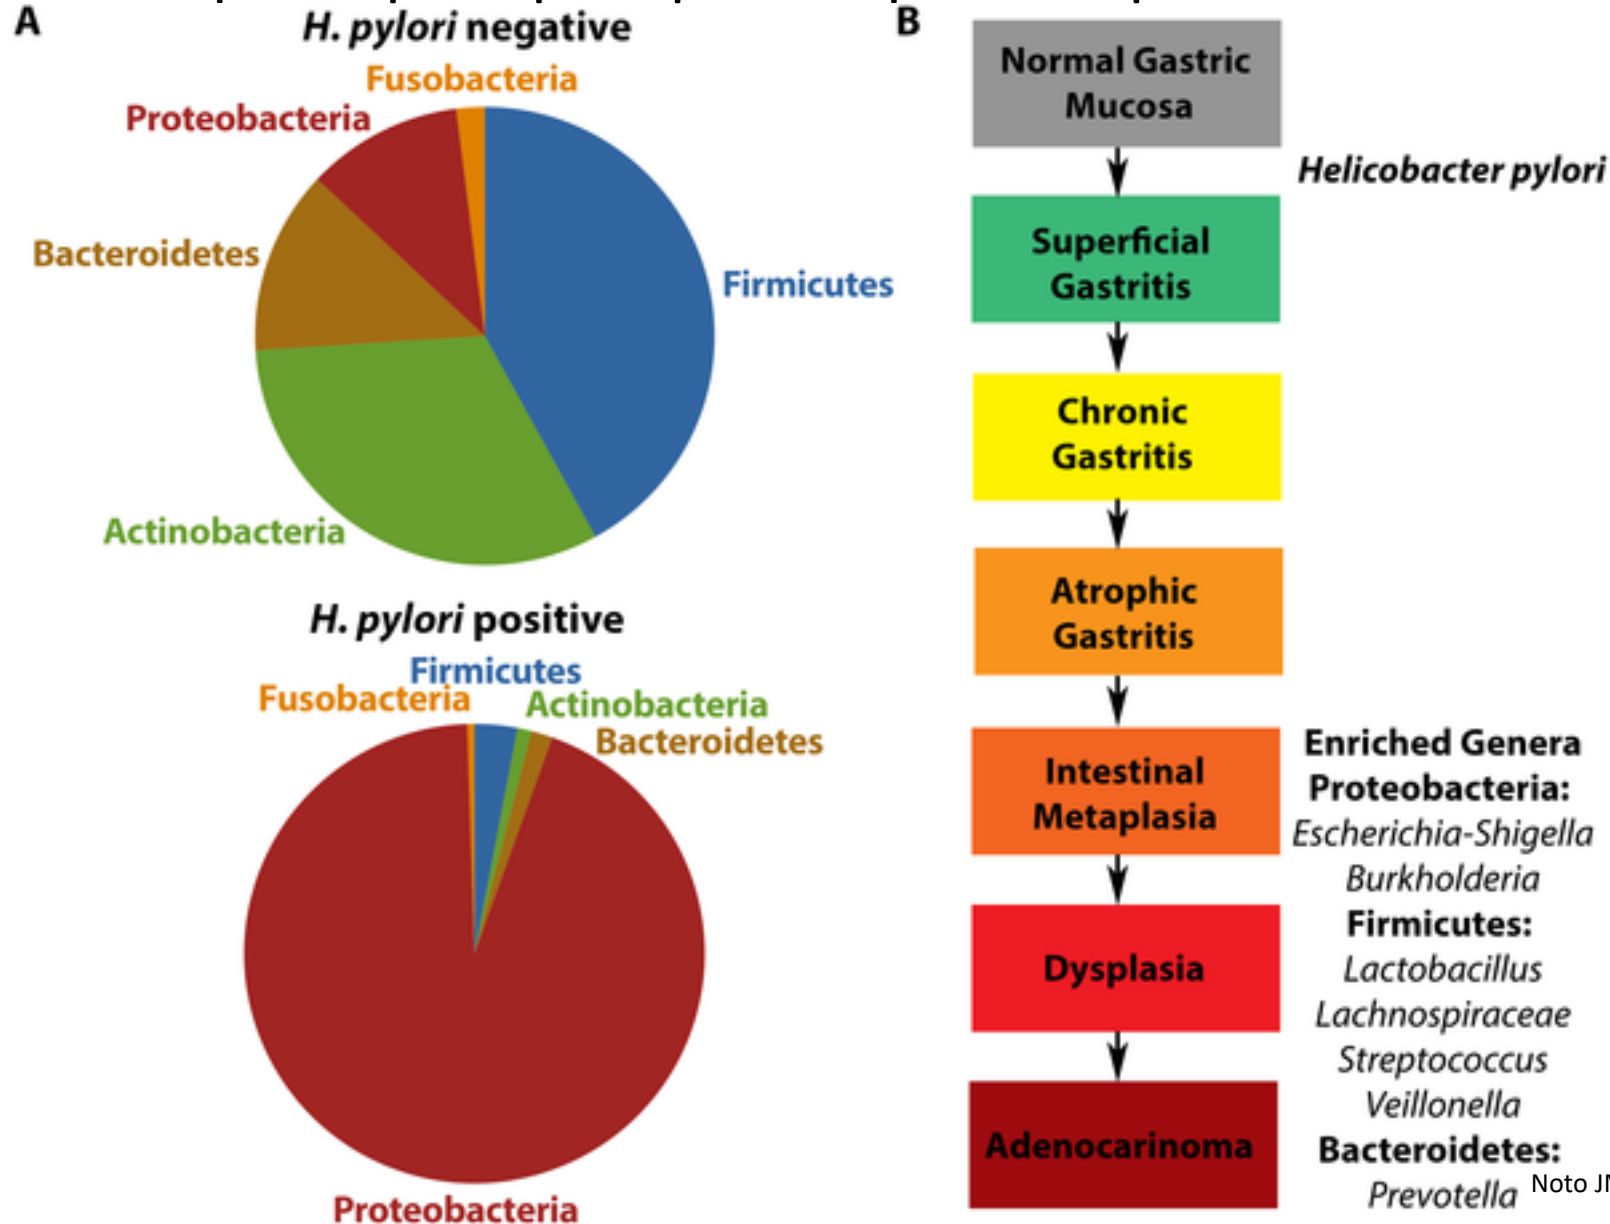 A
H. pylori negative
Fusobacteria
Proteobacteria
Bacteroidetes
Firmicutes
Actinobacteria
H. pylori positive
Firmicutes
Fusobacteria
Actinobacteria
Bacteroidetes
Proteobacteria
B
Normal Gastric
Mucosa
Helicobacter pylori
Superficial
Gastritis
Chronic
Gastritis
Atrophic
Gastritis
Intestinal
Metaplasia
Dysplasia
Adenocarinoma
Enriched Genera
Proteobacteria:
Escherichia-Shigella
Burkholderia
Firmicutes:
Lactobacillus
Lachnospiraceae
Streptococcus
Veillonella
Bacteroidetes:
Prevotella
Noto